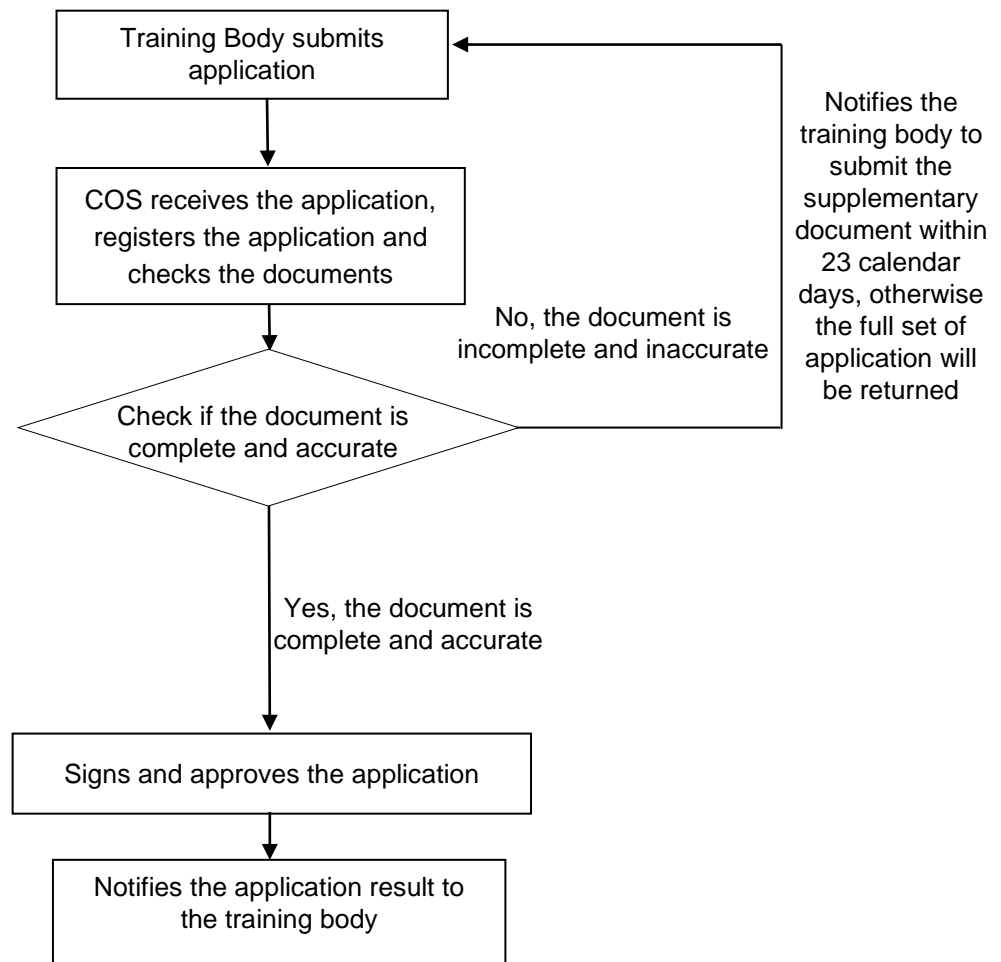 Training Body submits
application
COS receives the application,
registers the application and
checks the documents
Notifies the
training body to
submit the
supplementary
document within
23 calendar
days, otherwise
the full set of
application will
be returned
No, the document is
incomplete and inaccurate
Check if the document is
complete and accurate
Yes, the document is
complete and accurate
Signs and approves the application
Notifies the application result to
the training body